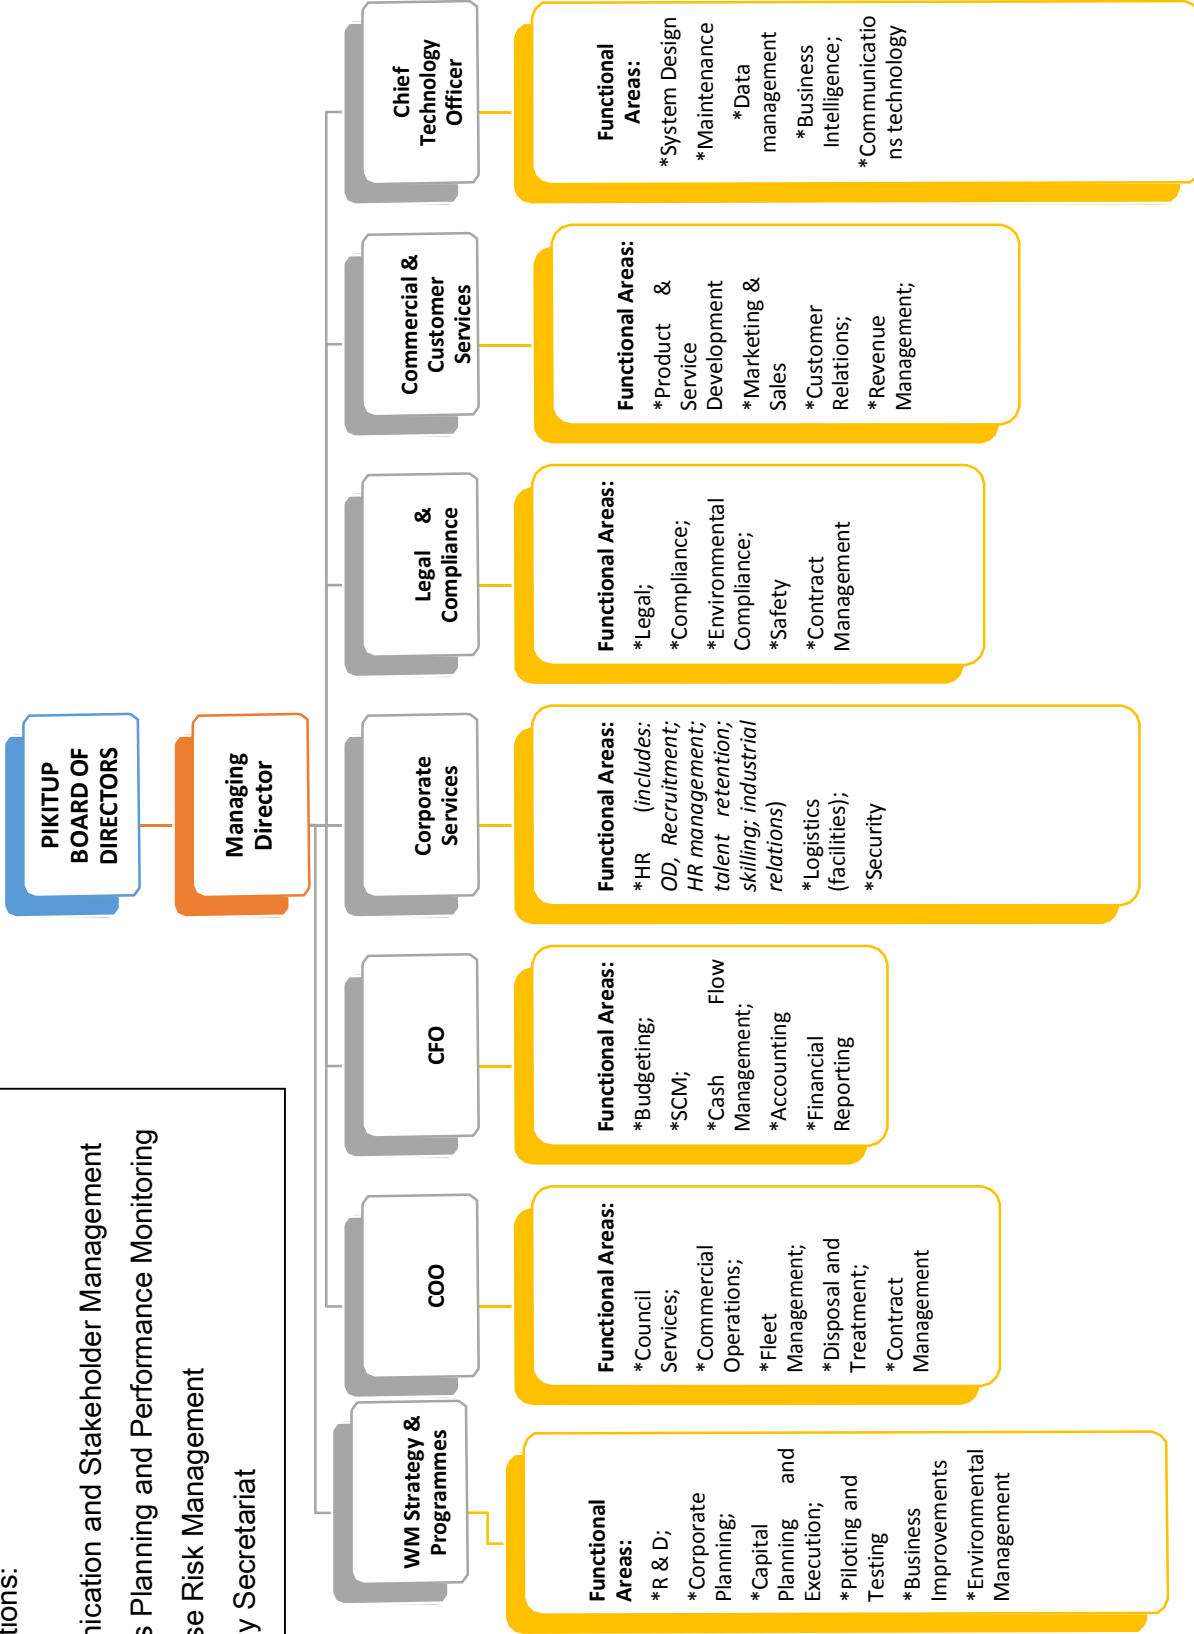 tions:
nication and Stakeholder Management
s Planning and Performance Monitoring
se Risk Management
y Secretariat
PIKITUP
BOARD OF
DIRECTORS
Managing
Director
WM Strategy &
Programmes
COO
CFO
Corporate
Services
Legal &
Compliance
Commercial &
Customer
Services
Chief
Technology
Officer
Functional
Areas:
*R & D;
*Corporate
Planning;
*Capital
Planning and
Execution;
*Piloting and
Testing
*Business
Improvements
*Environmental
Management
Functional Areas:
*Council
Services;
*Commercial
Operations;
*Fleet
Management;
*Disposal and
Treatment;
*Contract
Management
Functional Areas:
*Budgeting;
*SCM;
*Cash Flow
Management;
*Accounting
*Financial
Reporting
Functional Areas:
*HR (includes:
OD, Recruitment;
HR management;
talent retention;
skilling; industrial
relations)
*Logistics
(facilities);
*Security
Functional Areas:
*Legal;
*Compliance;
*Environmental
Compliance;
*Safety
*Contract
Management
Functional Areas:
*Product &
Service
Development
*Marketing &
Sales
*Customer
Relations;
*Revenue
Management;
Functional
Areas:
*System Design
*Maintenance
*Data
management
*Business
Intelligence;
*Communicatio
ns technology